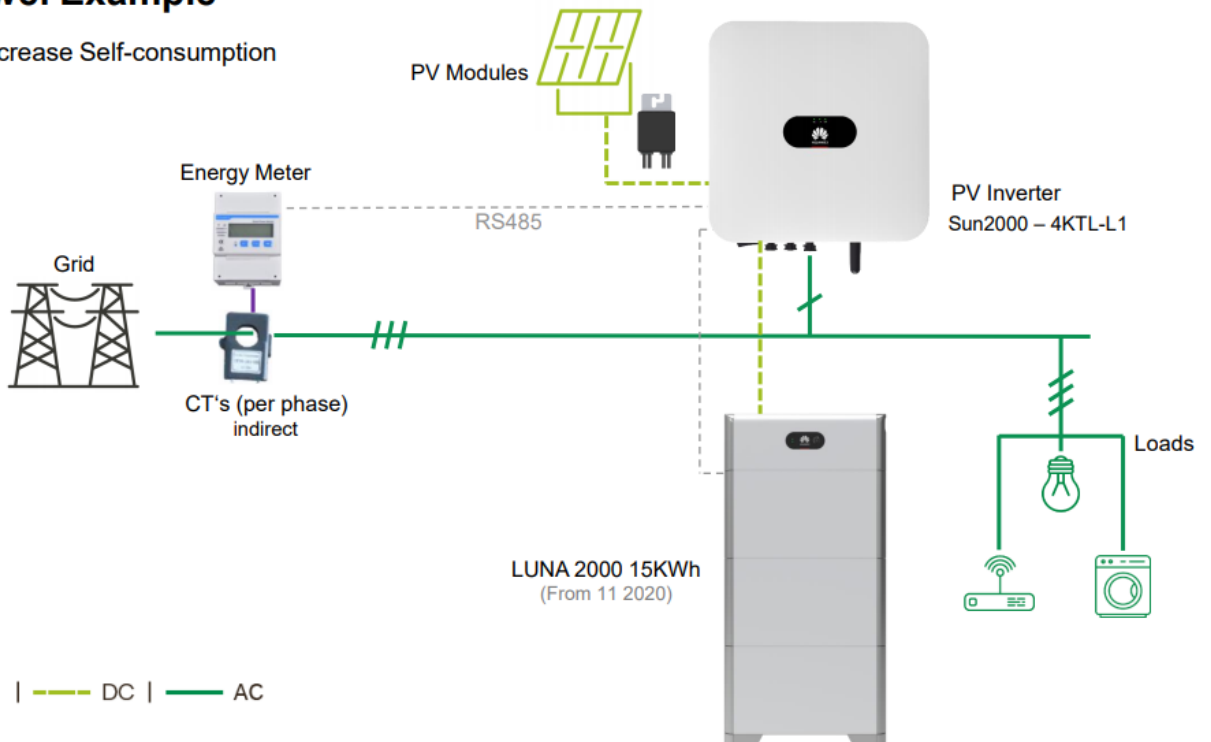 Example
crease Self-consumption
PV Modules
Energy Meter
RS485
PV Inverter
Sun2000 – 4KTL-L1
Grid
CT's (per phase)
indirect
Loads
LUNA 2000 15KWh
(From 11 2020)
| DC | AC